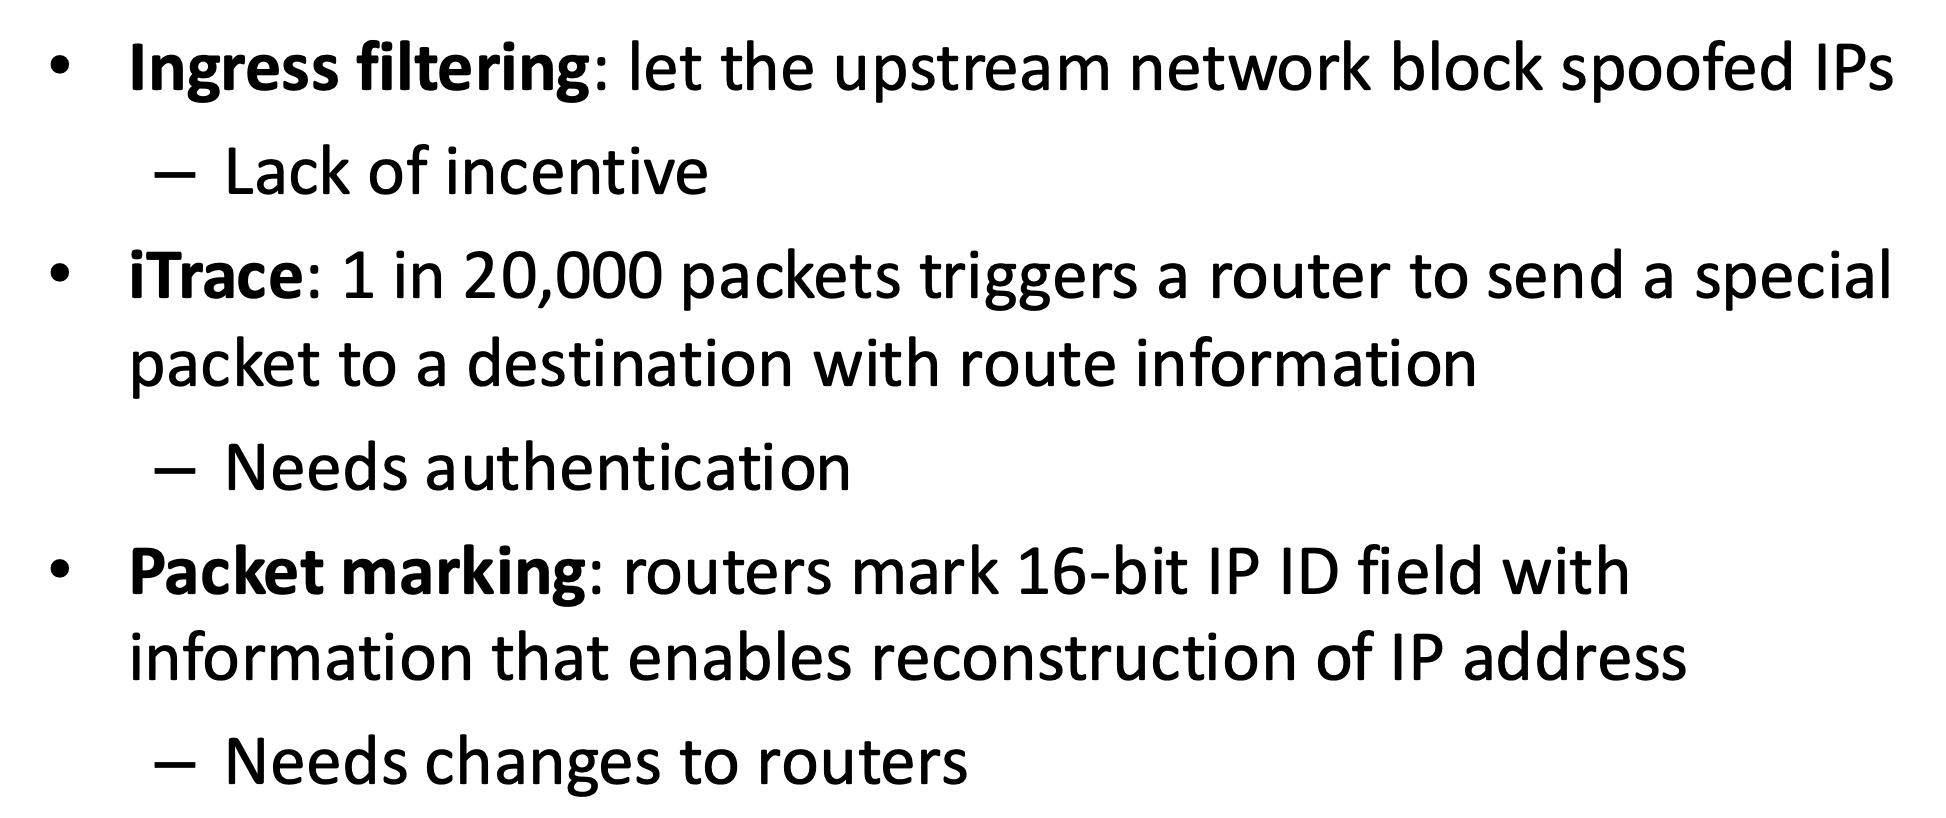 • Ingress filtering: let the upstream network block spoofed IPs
– Lack of incentive
• iTrace: 1 in 20,000 packets triggers a router to send a special
packet to a destination with route information
– Needs authentication
• Packet marking: routers mark 16-bit IP ID field with
information that enables reconstruction of IP address
– Needs changes to routers